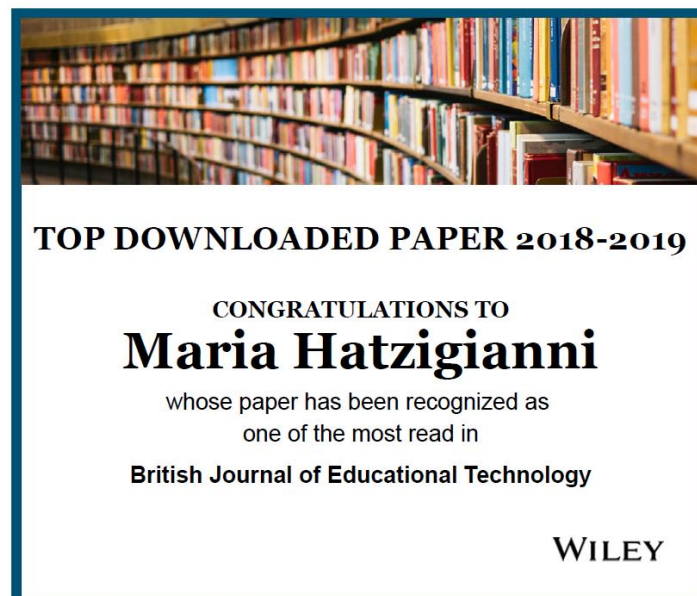 TOP DOWNLOADED PAPER 2018-2019
CONGRATULATIONS TO
Maria Hatzigianni
whose paper has been recognized as
one of the most read in
British Journal of Educational Technology
WILEY